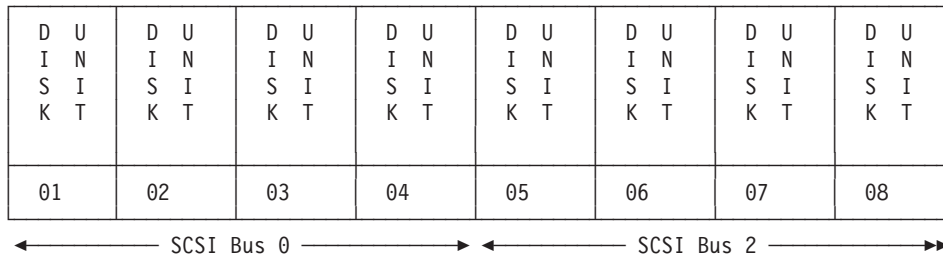 D U D U D U D U D U D U D U D U
I N I N I N I N I N I N I N I N
S I S I S I S I S I S I S I S I
K T K T K T K T K T K T K T K T
01 02 03 04 05 06 07 08
SCSI Bus 0 SCSI Bus 2